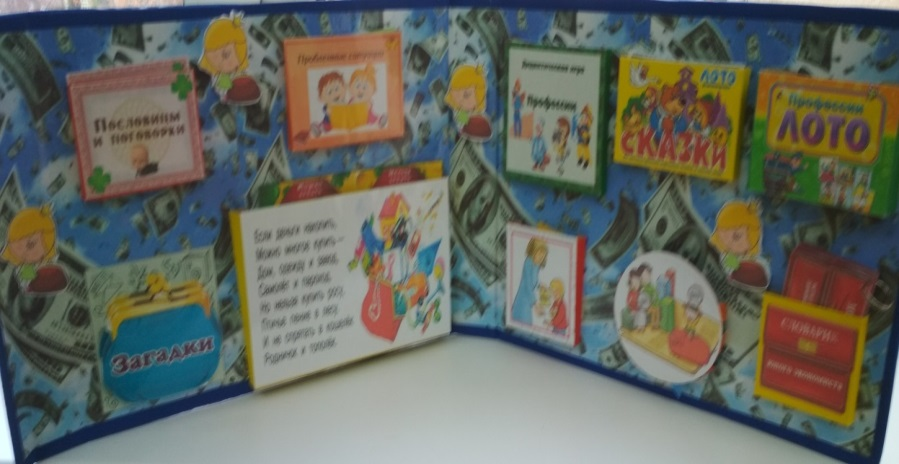 Пословицы
и поговорки
Проблемные ситуации
Загадки
Если деньги накопить,
Можно многое купить –
Дом, одежду и завод,
Самолёт и пароход,
Но нельзя купить росу,
Птичье пение в лесу
И не спрятать в кошелёк
Родничок и тополёк.
Дидактическая игра
Профессии
ЛОТО
СКАЗКИ
Профессии
ЛОТО
СЛОВАРИК
юного экономиста